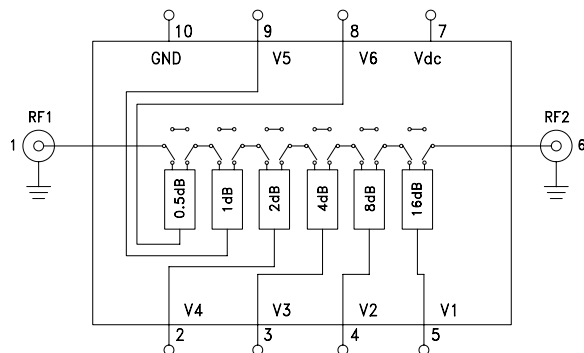 10 9 8 7
GND V5 V6 Vdc
RF1 RF2
1 6
0.5dB 1dB 2dB 4dB 8dB 16dB
V4 V3 V2 V1
2 3 4 5